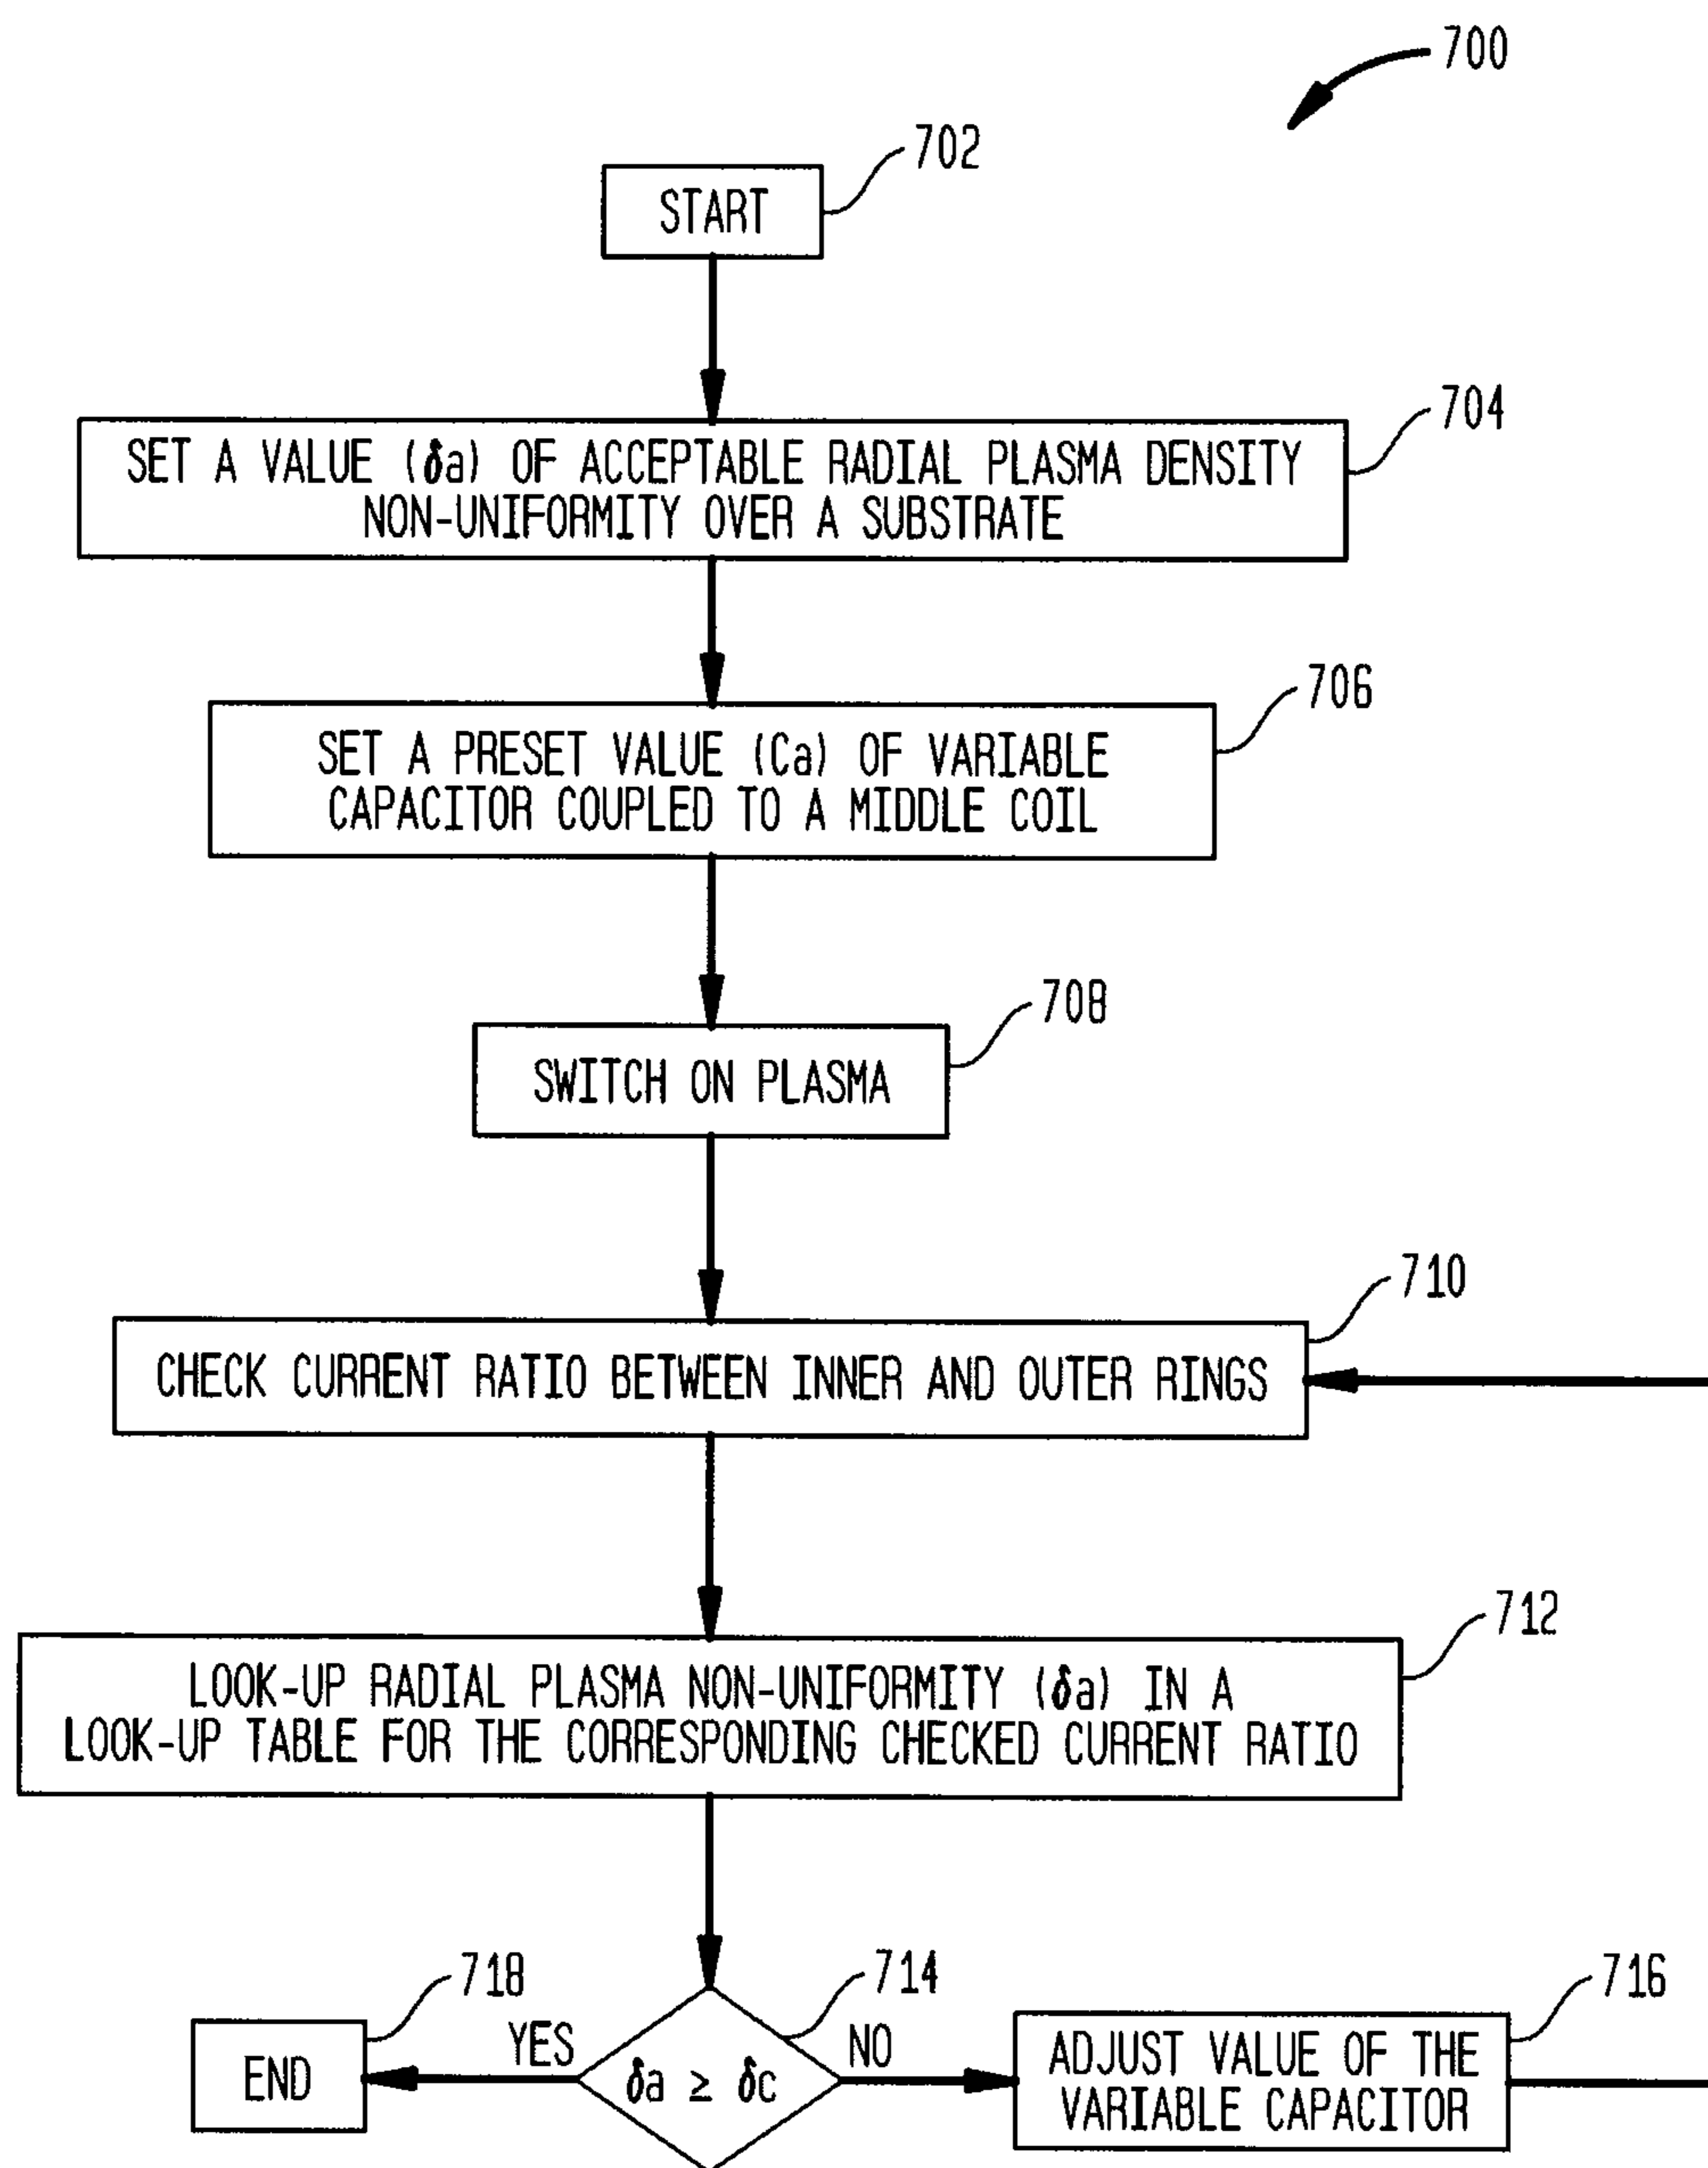 700
702
START
704
SET A VALUE (δa) OF ACCEPTABLE RADIAL PLASMA DENSITY
NON-UNIFORMITY OVER A SUBSTRATE
706
SET A PRESET VALUE (Ca) OF VARIABLE
CAPACITOR COUPLED TO A MIDDLE COIL
708
SWITCH ON PLASMA
710
CHECK CURRENT RATIO BETWEEN INNER AND OUTER RINGS
712
LOOK-UP RADIAL PLASMA NON-UNIFORMITY (δa) IN A
LOOK-UP TABLE FOR THE CORRESPONDING CHECKED CURRENT RATIO
718
714
716
END
YES
δa ≥ δc
NO
ADJUST VALUE OF THE
VARIABLE CAPACITOR